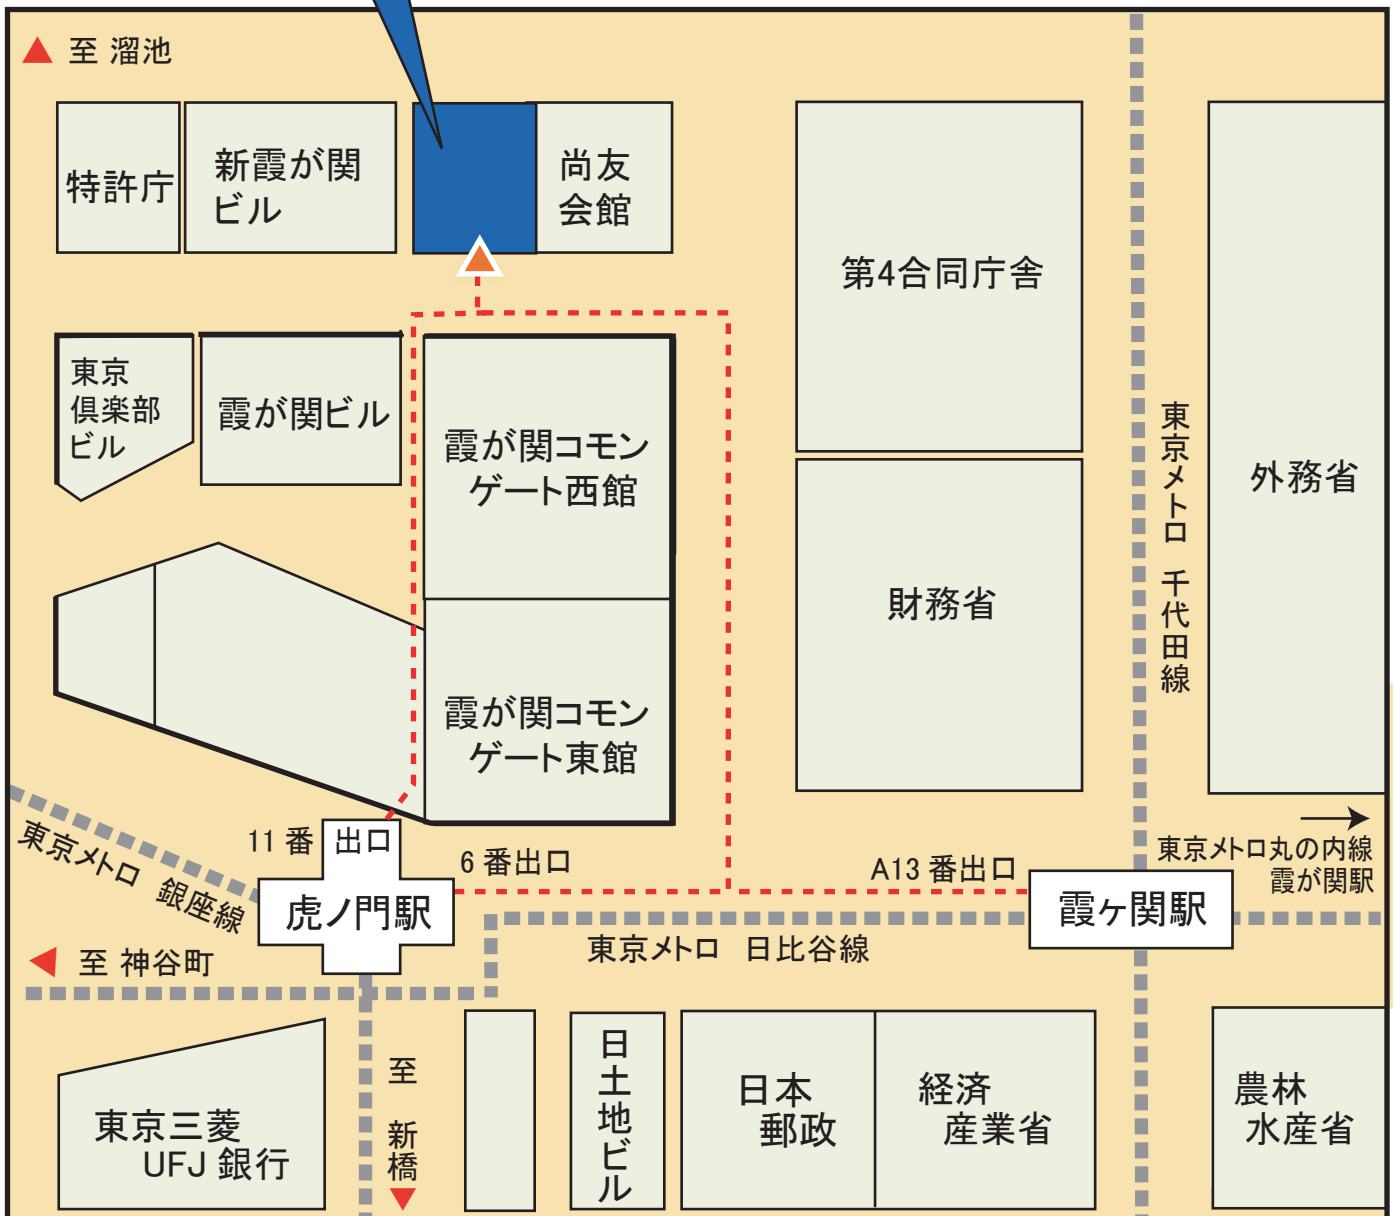 至 溜池
特許庁
新霞が関
ビル
尚友
会館
第4合同庁舎
東京
倶楽部
ビル
霞が関ビル
霞が関コモン
ゲート西館
東京メトロ 千代田線
外務省
財務省
霞が関コモン
ゲート東館
11 番 出口
6 番出口
A13 番出口
東京メトロ丸の内線
霞が関駅
東京メトロ 銀座線
虎ノ門駅
霞ヶ関駅
東京メトロ 日比谷線
至 神谷町
至 新橋
東京三菱
UFJ 銀行
日土地ビル
日本
郵政
経済
産業省
農林
水産省